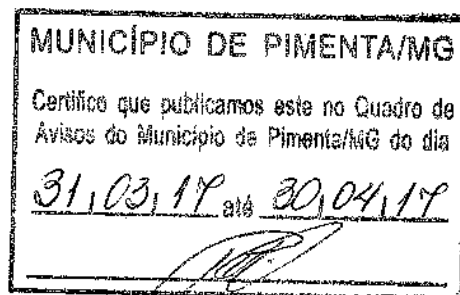 MUNICÍPIO DE PIMENTA/MG
Certifico que publicamos este no Quadro de
Avisos do Município de Pimenta/MG do dia
31,03,17 até 30,04,17